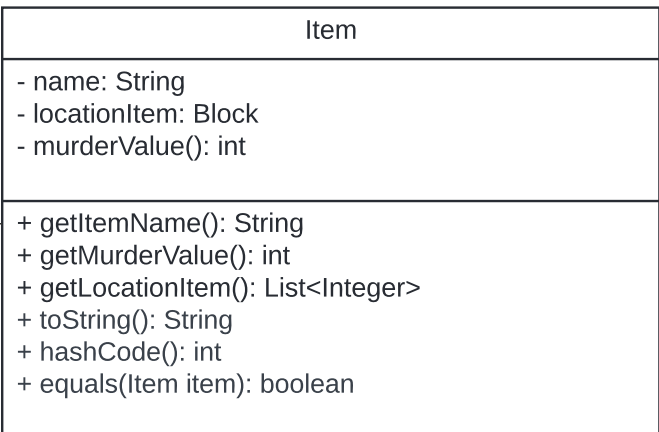 Item
- name: String
- locationItem: Block
- murderValue(): int
+ getItemName(): String
+ getMurderValue(): int
+ getLocationItem(): List<Integer>
+ toString(): String
+ hashCode(): int
+ equals(Item item): boolean